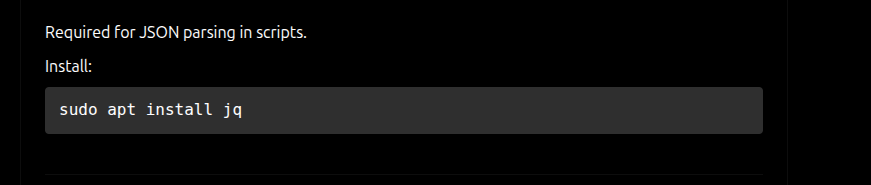 Required for JSON parsing in scripts.
Install:
sudo apt install jq